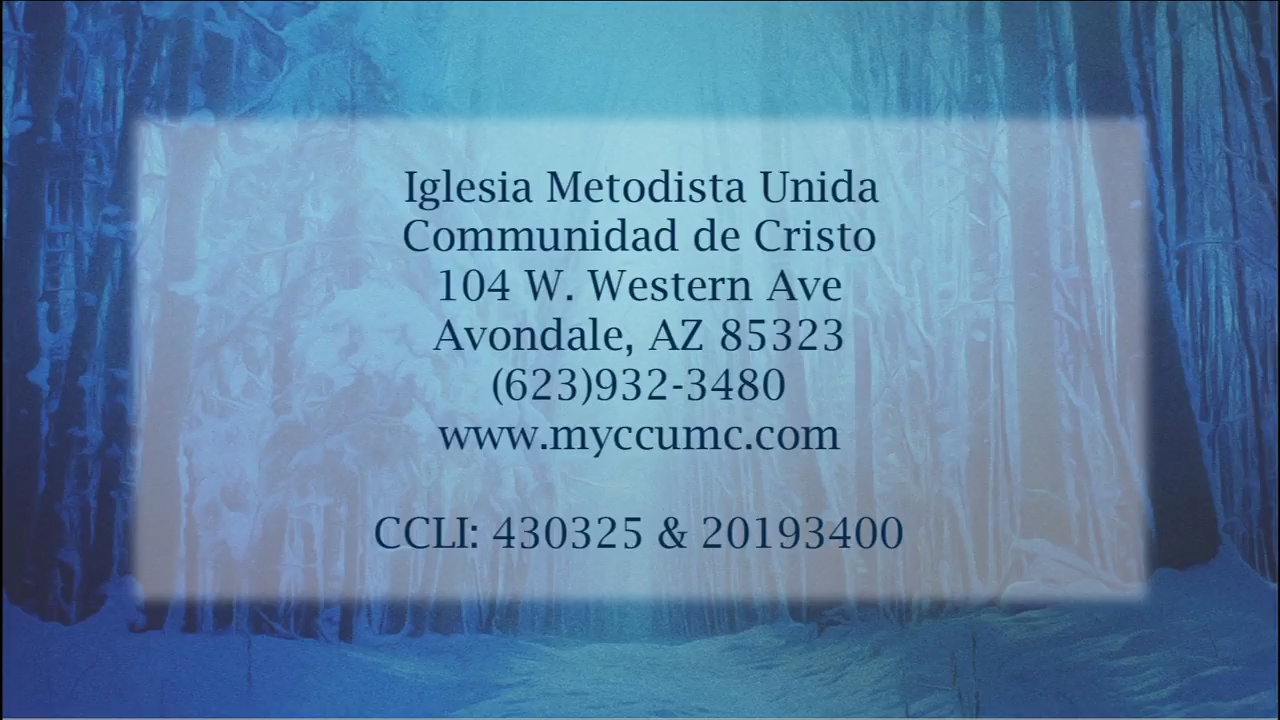 Iglesia Metodista Unida
Communidad de Cristo
104 W. Western Ave
Avondale, AZ 85323
(623)932-3480
www.myccumc.com
CCLI: 430325 & 20193400